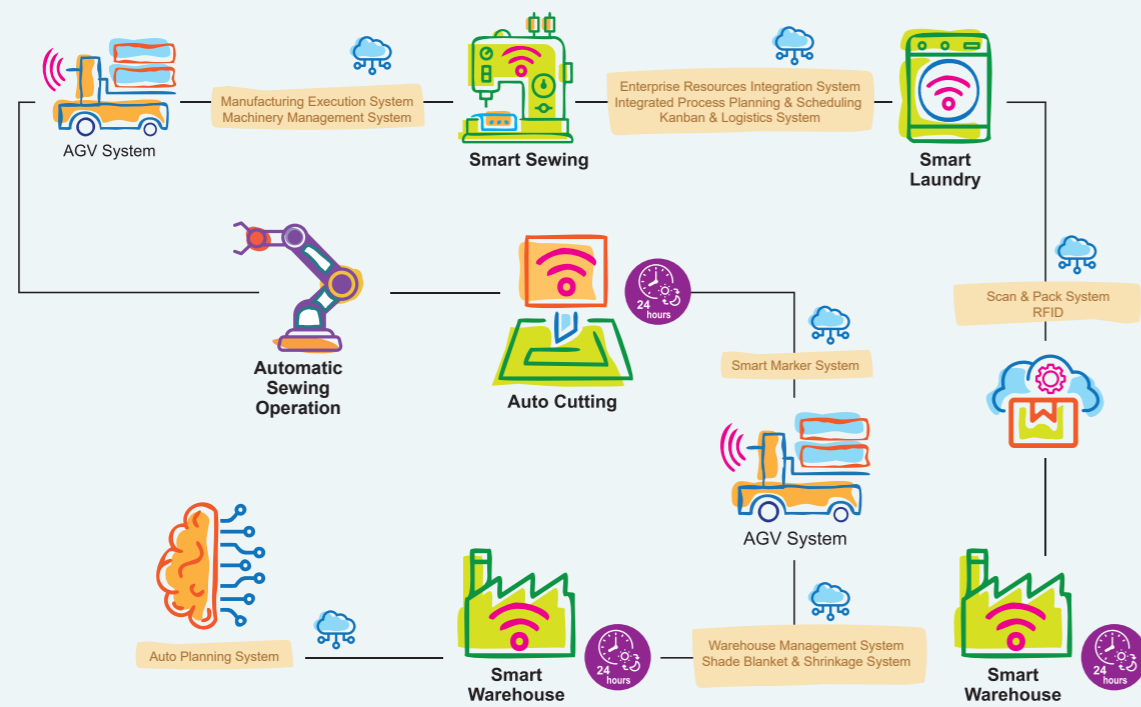 Manufacturing Execution System
Machinery Management System
AGV System
Smart Sewing
Enterprise Resources Integration System
Integrated Process Planning & Scheduling
Kanban & Logistics System
Smart
Laundry
Automatic
Sewing
Operation
Auto Cutting
24
hours
Smart Marker System
Scan & Pack System
RFID
AGV System
Auto Planning System
Smart
Warehouse
24
hours
Warehouse Management System
Shade Blanket & Shrinkage System
Smart
Warehouse
24
hours